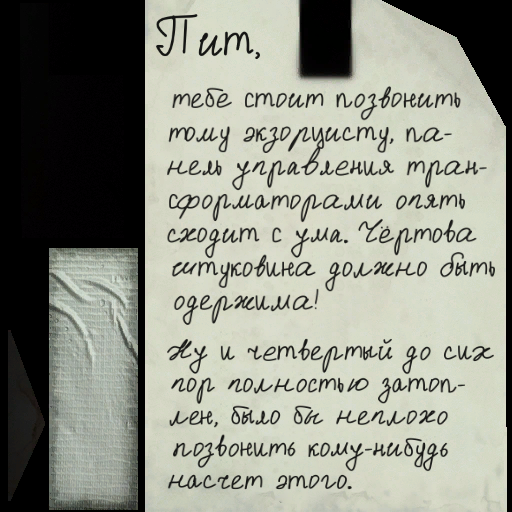 Пит,
тебе стоит позвонить
тому экзорцисту, па-
нель управления тран-
сформаторами опять
сходит с ума. Чёртова
штуковина должно быть
одержима!
Ну и четвертый до сих
пор полностью затоп-
лен, было бы неплохо
позвонить кому-нибудь
насчет этого.